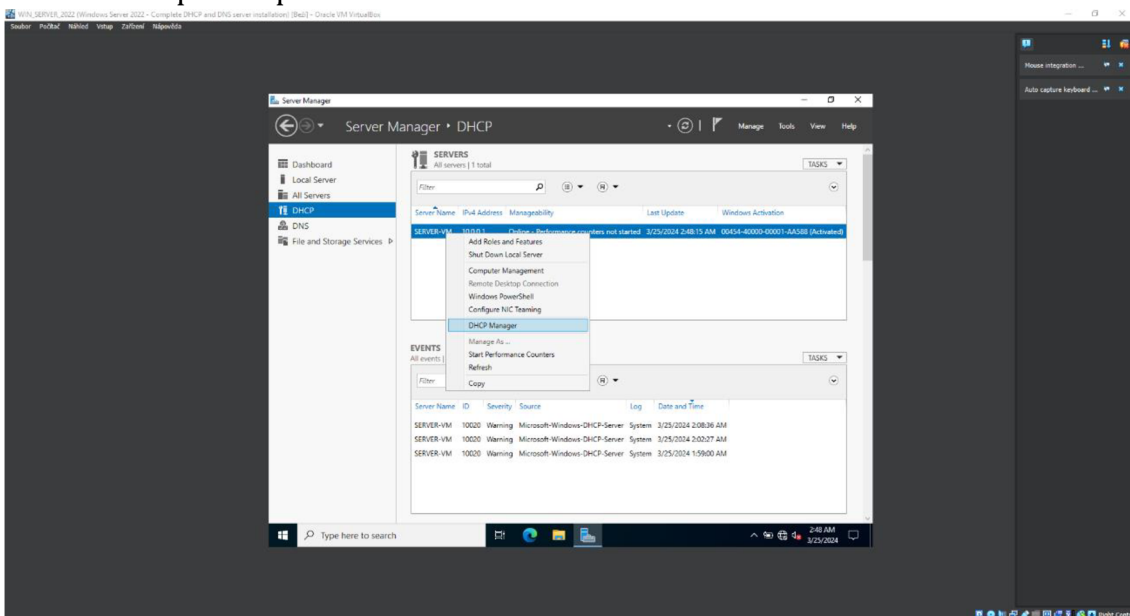 WIN_SERVER_2022 (Windows Server 2022 - Complete DHCP and DNS server installation) [Běží] - Oracle VM VirtualBox
Soubor Počítač Náhled Vstup Zařízení Nápověda
Mouse integration ...
Auto capture keyboard ...
Server Manager
Server Manager • DHCP
Manage Tools View Help
Dashboard
Local Server
All Servers
DHCP
DNS
File and Storage Services
SERVERS
All servers | 1 total
TASKS
Filter
Server Name IPv4 Address Manageability Last Update Windows Activation
SERVER-VM 10.0.0.1 Online - Performance counters not started 3/25/2024 2:48:15 AM 00454-40000-00001-AA588 (Activated)
Add Roles and Features
Shut Down Local Server
Computer Management
Remote Desktop Connection
Windows PowerShell
Configure NIC Teaming
DHCP Manager
Manage As ...
Start Performance Counters
Refresh
Copy
EVENTS
All events |
TASKS
Filter
Server Name ID Severity Source Log Date and Time
SERVER-VM 10020 Warning Microsoft-Windows-DHCP-Server System 3/25/2024 2:08:36 AM
SERVER-VM 10020 Warning Microsoft-Windows-DHCP-Server System 3/25/2024 2:02:27 AM
SERVER-VM 10020 Warning Microsoft-Windows-DHCP-Server System 3/25/2024 1:59:00 AM
Type here to search
2:48 AM
3/25/2024
Right Cont